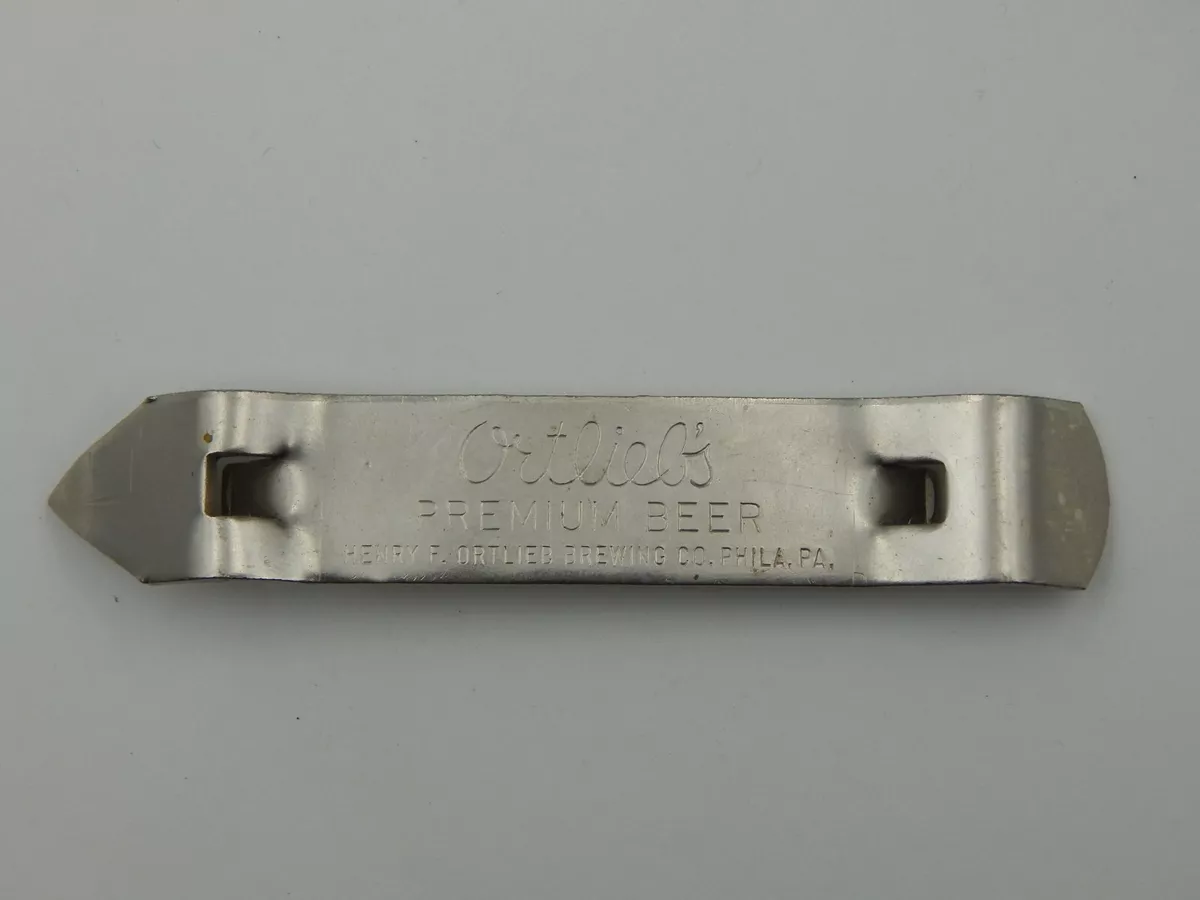 Ortlieb's
PREMIUM BEER
HENRY F. ORTLIEB BREWING CO. PHILA. PA.